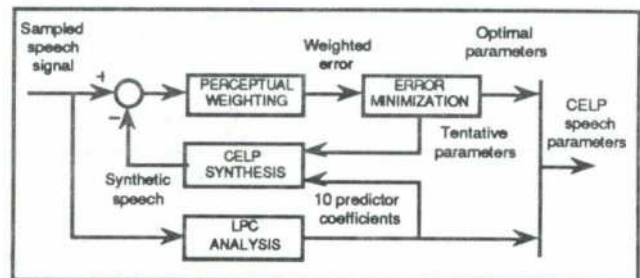 Sampled
speech
signal
+
−
Weighted
error
Optimal
parameters
PERCEPTUAL
WEIGHTING
ERROR
MINIMIZATION
CELP
speech
parameters
Tentative
parameters
CELP
SYNTHESIS
Synthetic
speech
10 predictor
coefficients
LPC
ANALYSIS